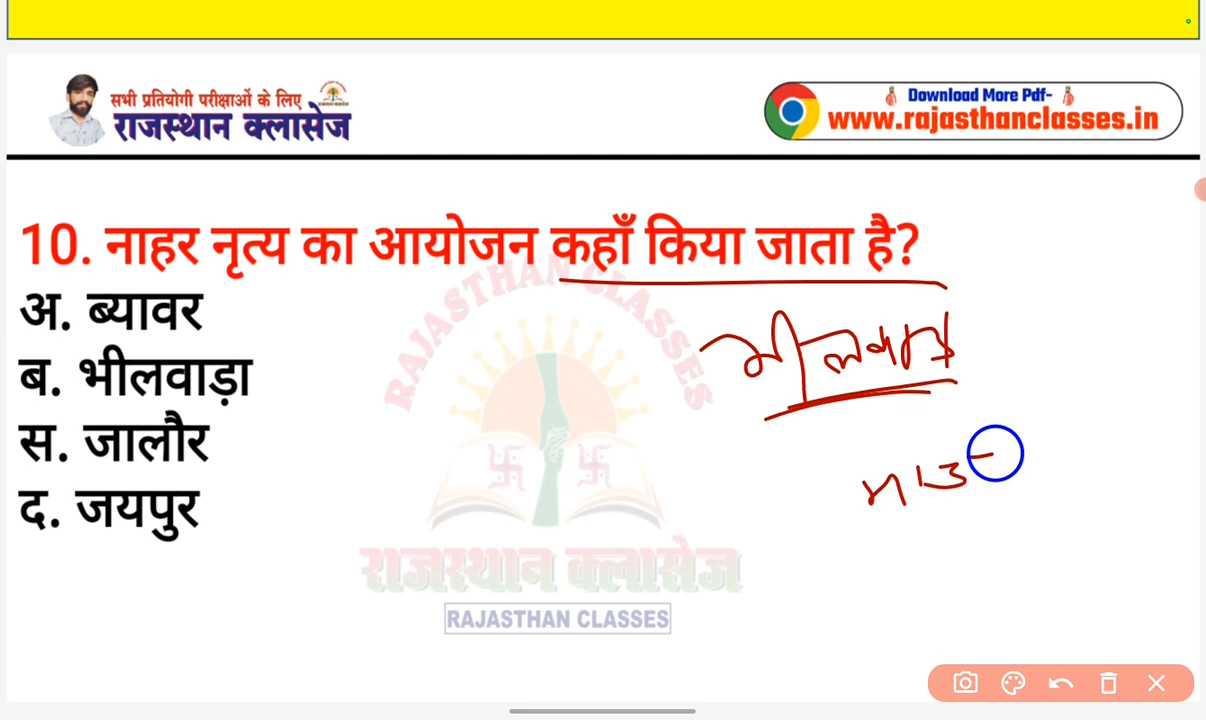 सभी प्रतियोगी परीक्षाओं के लिए
राजस्थान क्लासेज
Download More Pdf-
www.rajasthanclasses.in
10. नाहर नृत्य का आयोजन कहाँ किया जाता है?
अ. ब्यावर
ब. भीलवाड़ा
स. जालौर
द. जयपुर
RAJASTHAN CLASSES
राजस्थान क्लासेज
RAJASTHAN CLASSES